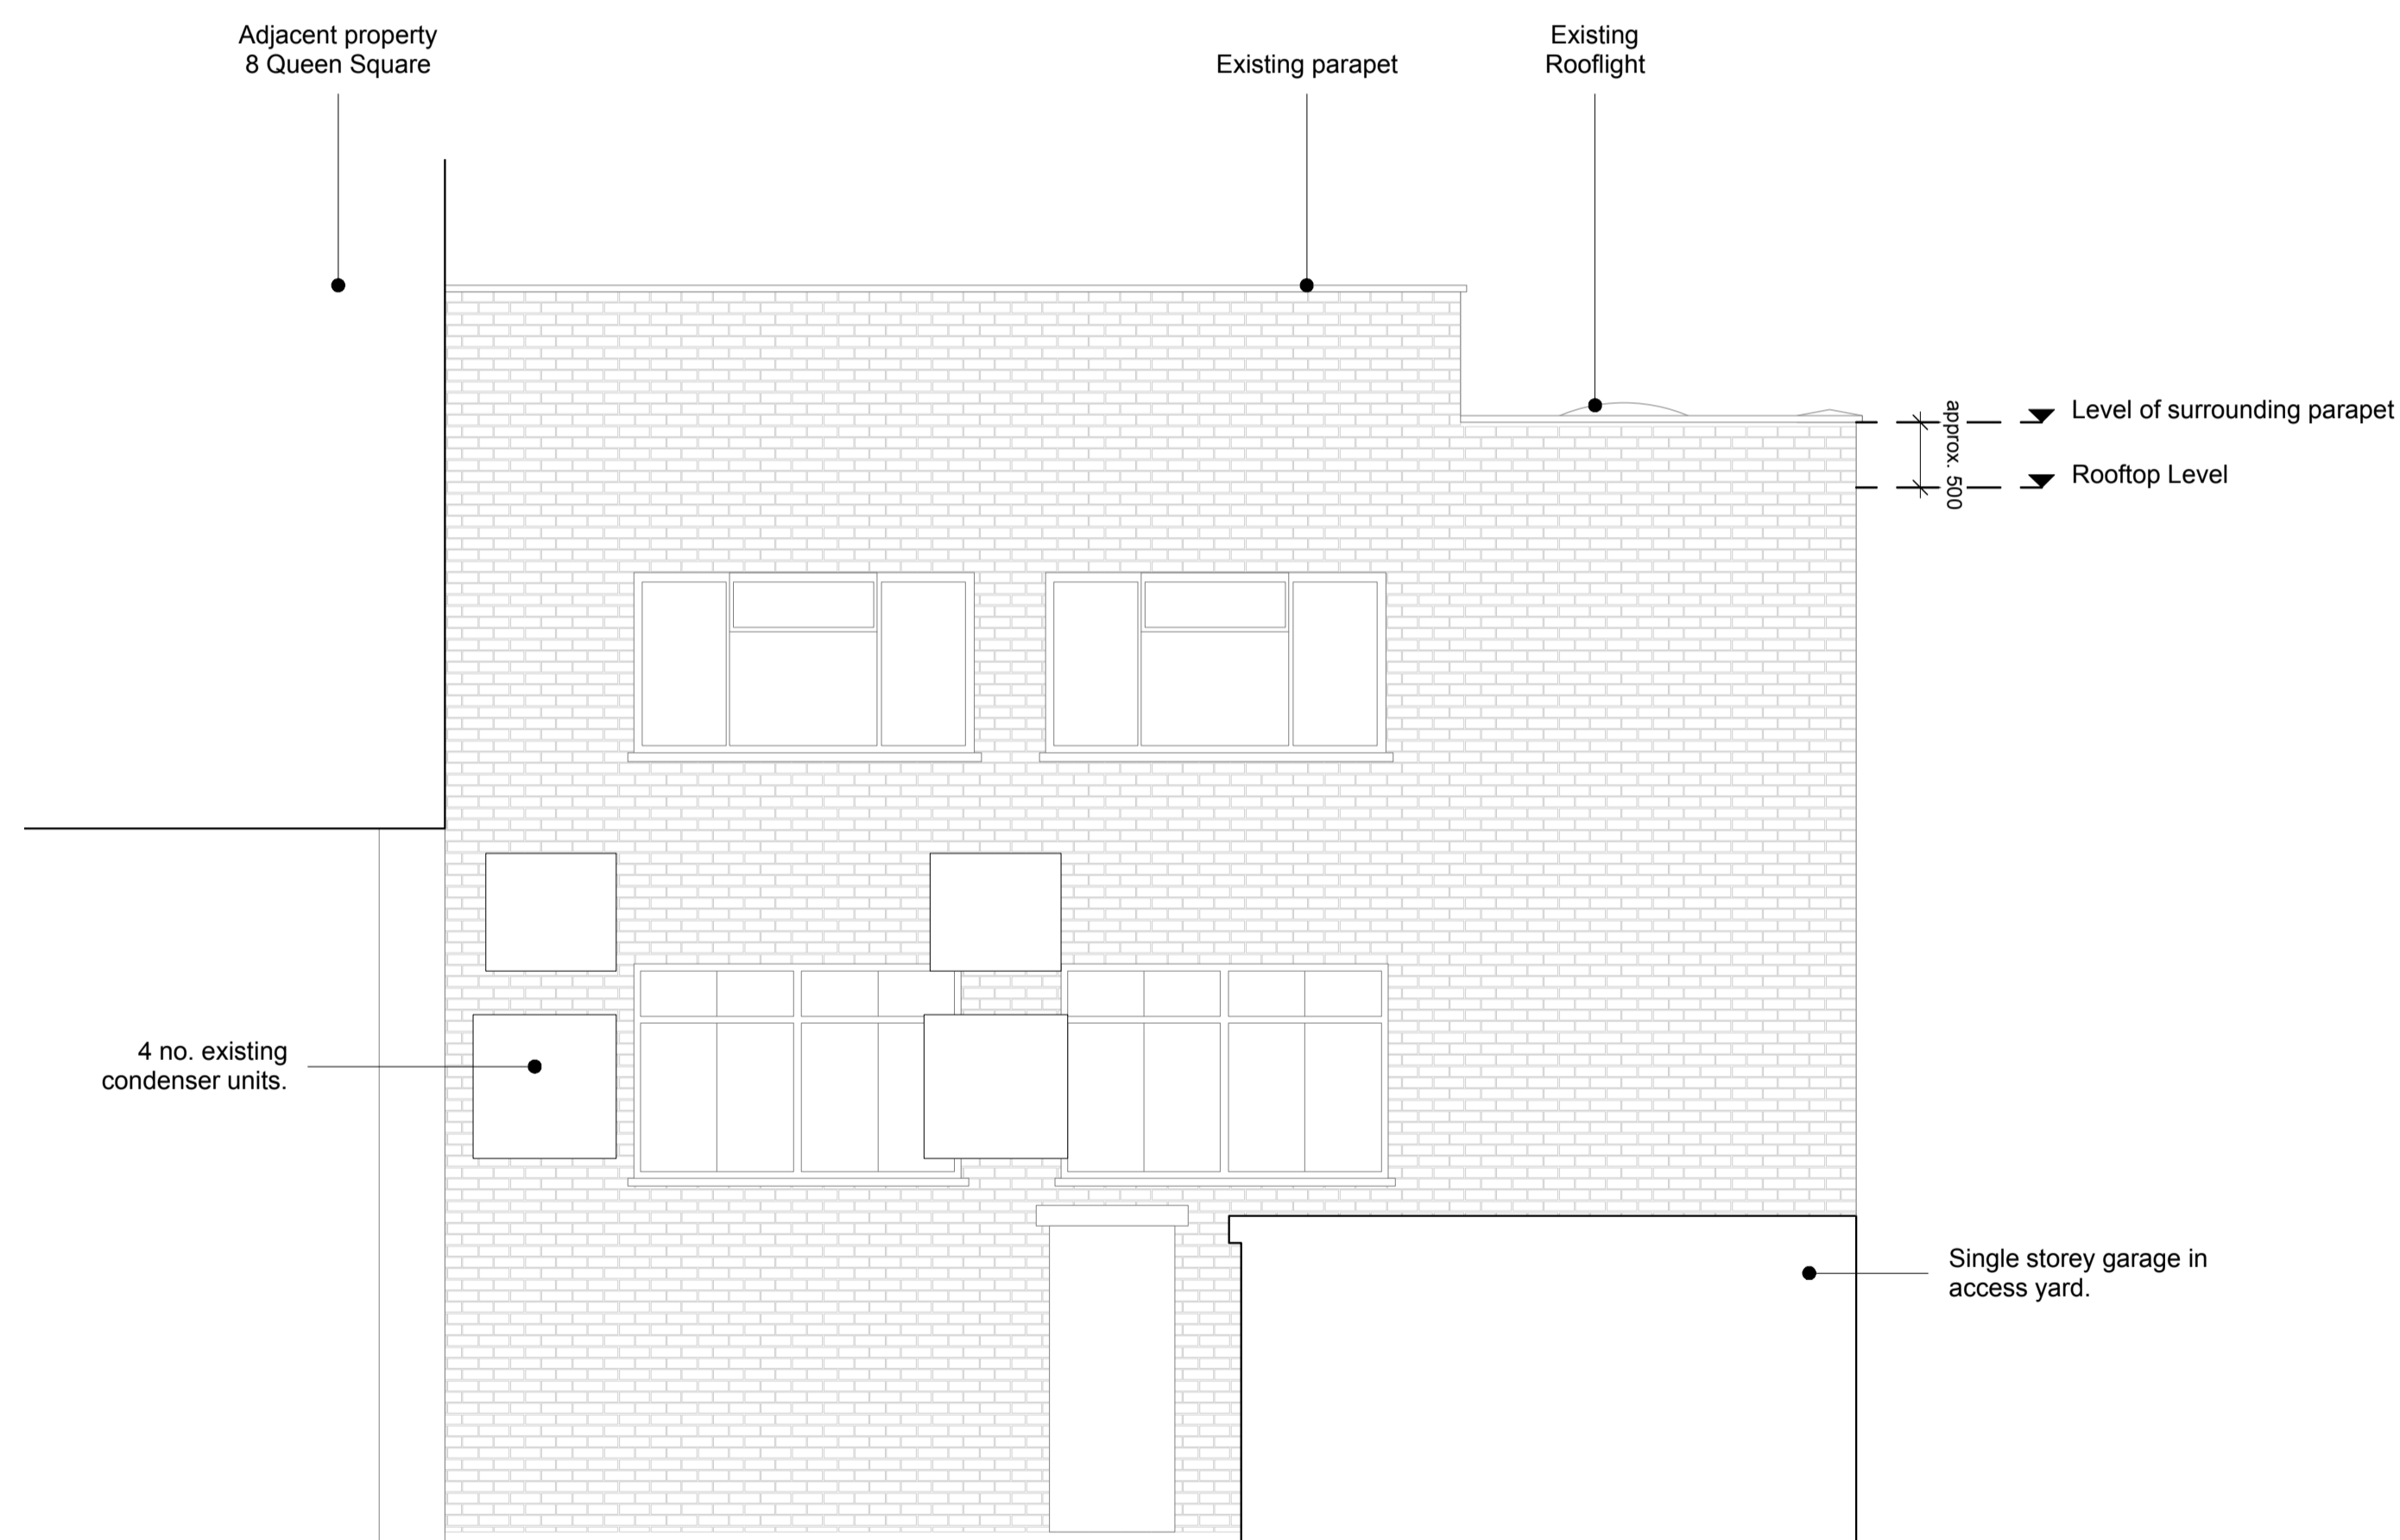 Adjacent property
8 Queen Square
Existing parapet
Existing
Rooflight
Level of surrounding parapet
approx. 500
Rooftop Level
4 no. existing
condenser units.
Single storey garage in
access yard.